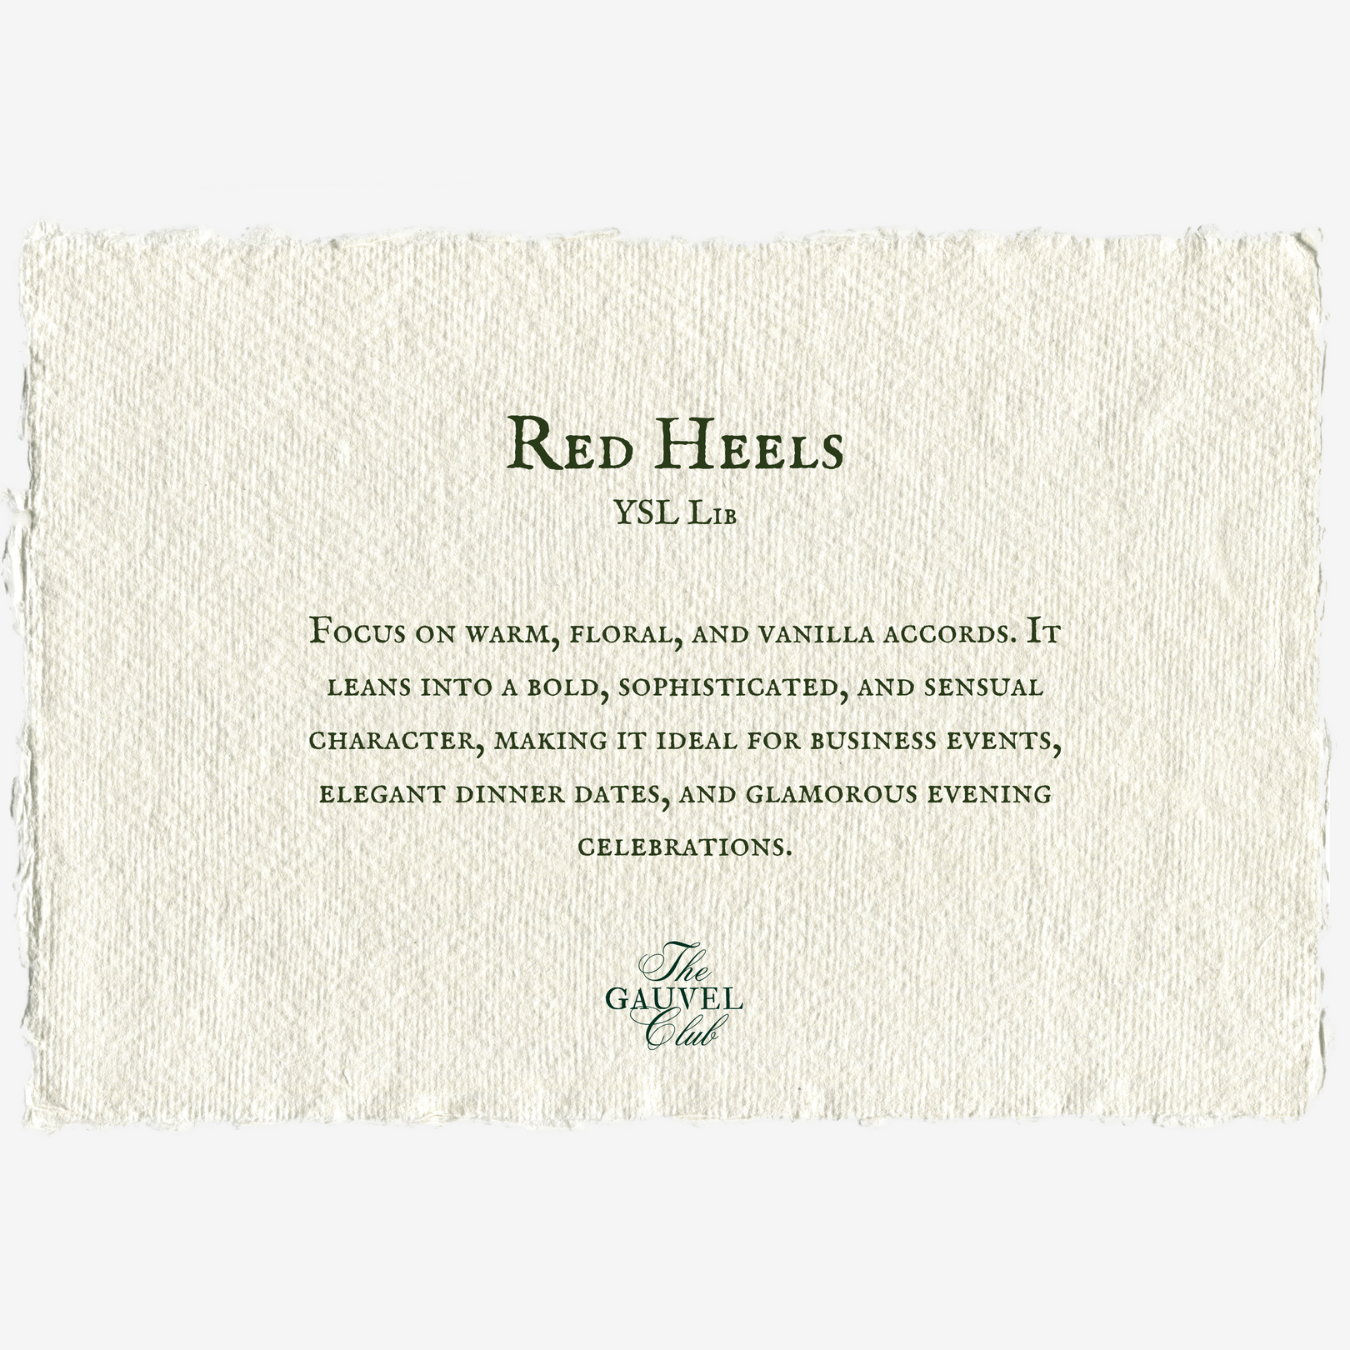 Red Heels
YSL Lib
Focus on warm, floral, and vanilla accords. It
leans into a bold, sophisticated, and sensual
character, making it ideal for business events,
elegant dinner dates, and glamorous evening
celebrations.
The
GAUVEL
Club